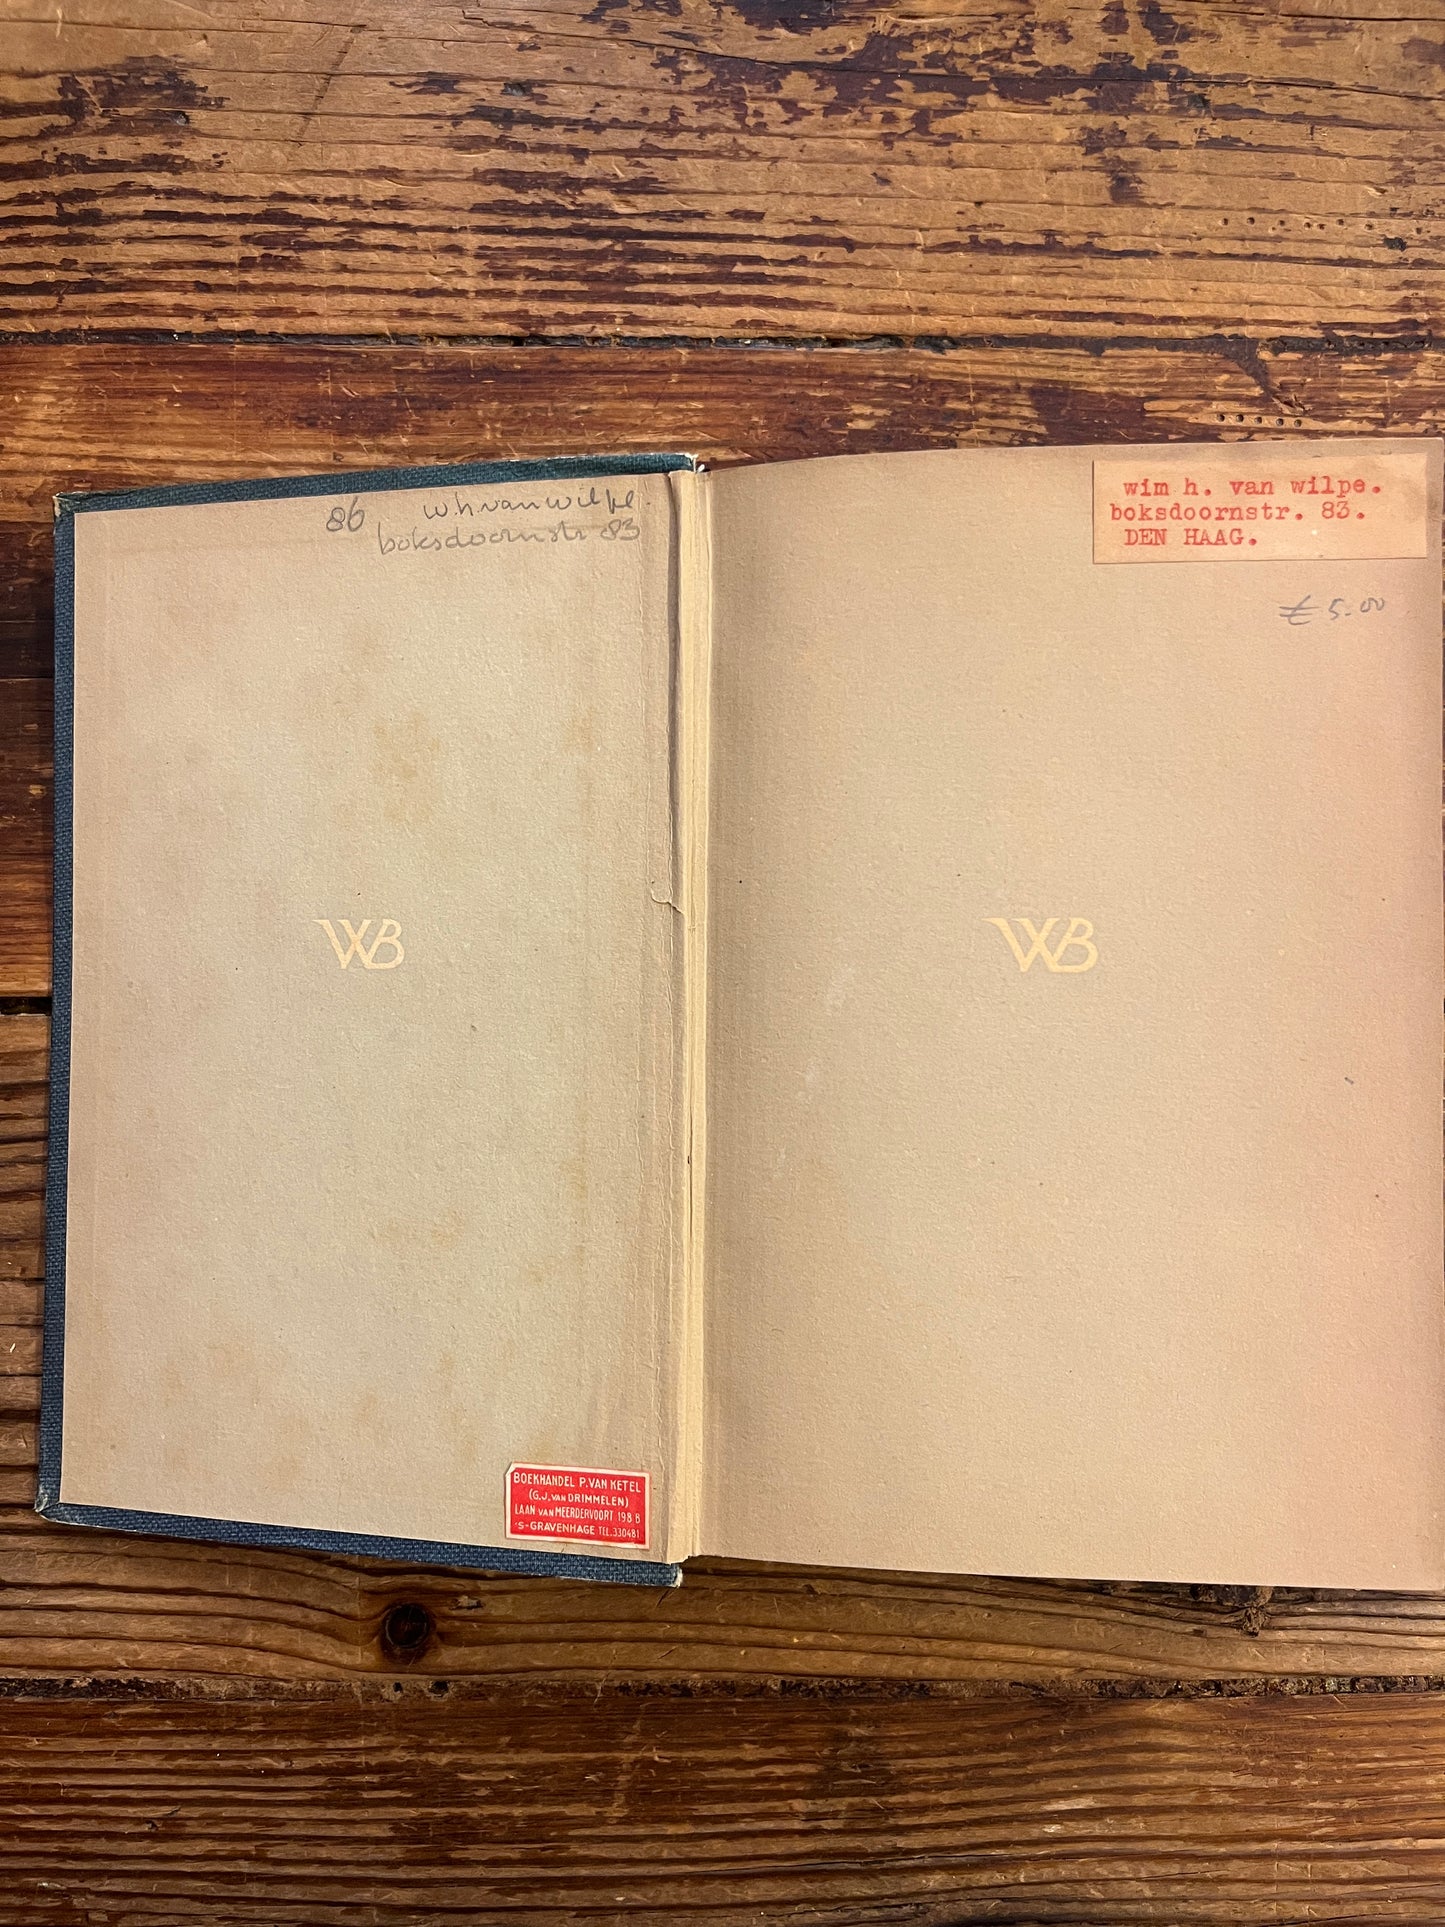 86 w.h. van wilpe.
boksdoornstr 83
WB
BOEKHANDEL P. VAN KETEL
(G.J. VAN DRIMMELEN)
LAAN VAN MEERDERVOORT 198 B
'S-GRAVENHAGE TEL. 330481
wim h. van wilpe.
boksdoornstr. 83.
DEN HAAG.
€ 5.00
WB